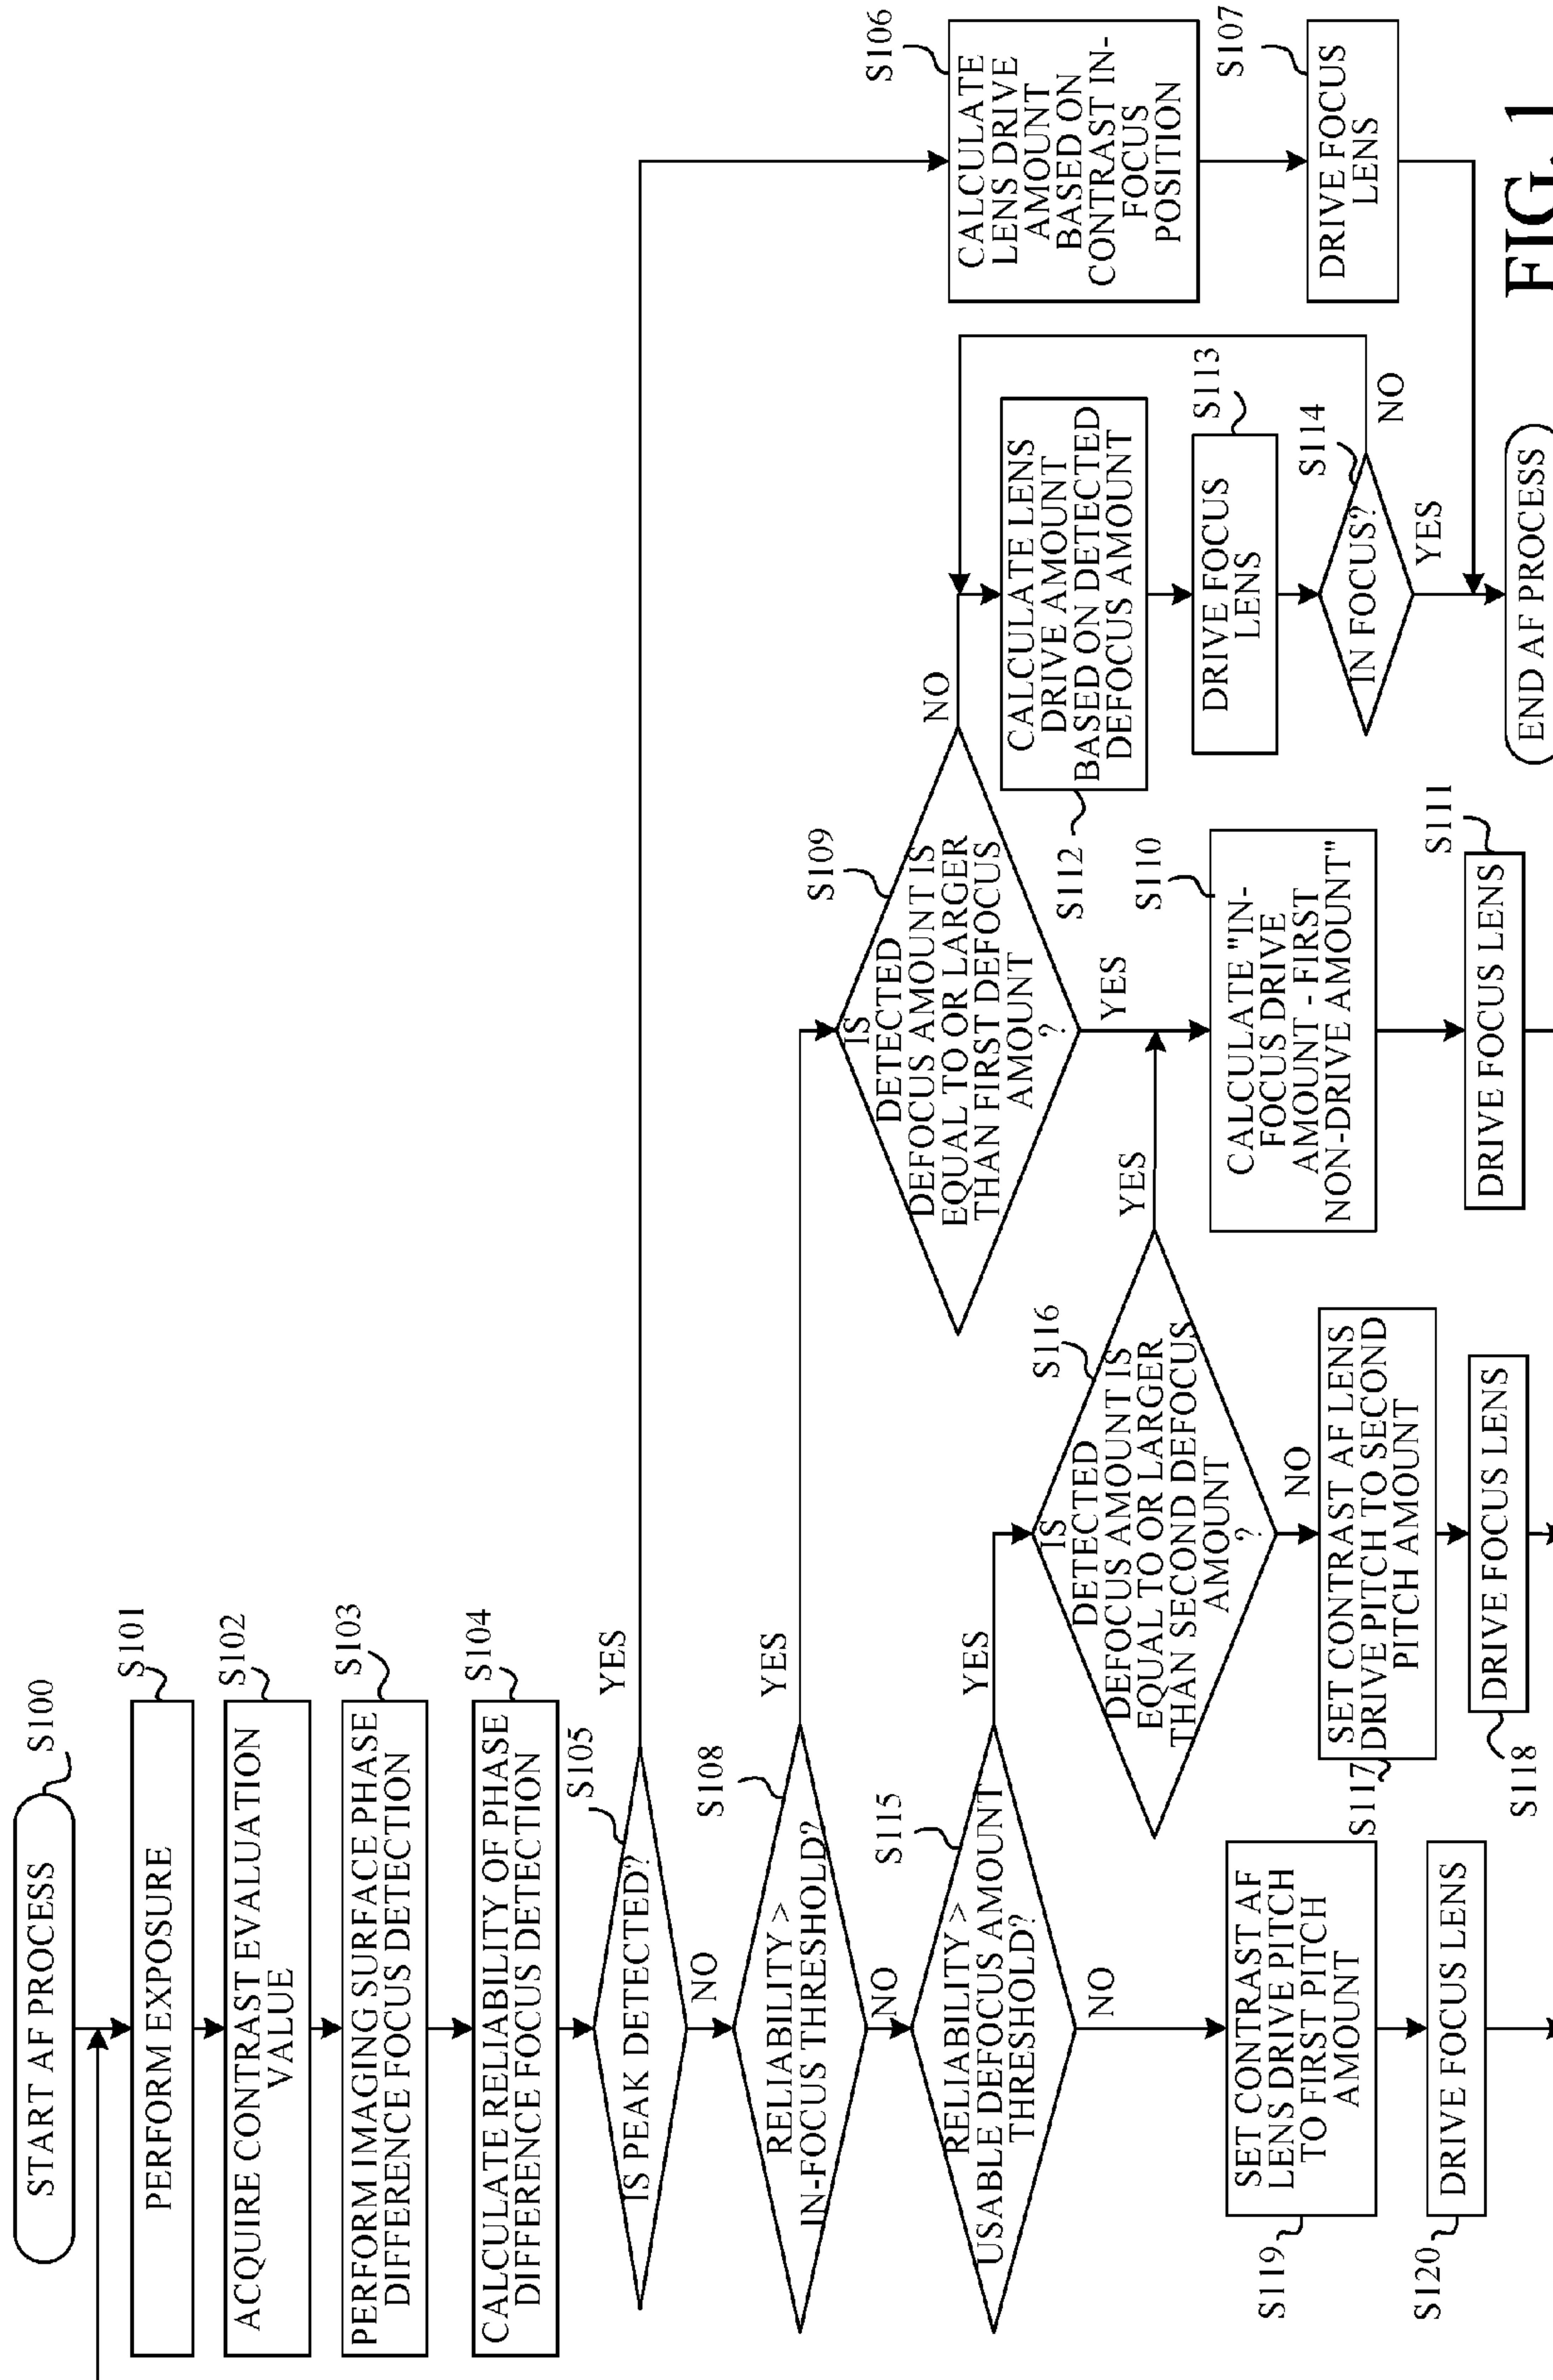 START AF PROCESS
S100
PERFORM EXPOSURE
S101
ACQUIRE CONTRAST EVALUATION
VALUE
S102
PERFORM IMAGING SURFACE PHASE
DIFFERENCE FOCUS DETECTION
S103
CALCULATE RELIABILITY OF PHASE
DIFFERENCE FOCUS DETECTION
S104
IS PEAK DETECTED?
S105
YES
NO
CALCULATE
LENS DRIVE
AMOUNT
BASED ON
CONTRAST IN-
FOCUS
POSITION
S106
DRIVE FOCUS
LENS
S107
RELIABILITY >
IN-FOCUS THRESHOLD?
S108
YES
NO
IS
DETECTED
DEFOCUS AMOUNT IS
EQUAL TO OR LARGER
THAN FIRST DEFOCUS
AMOUNT
?
S109
NO
YES
CALCULATE "IN-
FOCUS DRIVE
AMOUNT - FIRST
NON-DRIVE AMOUNT"
S110
DRIVE FOCUS LENS
S111
CALCULATE LENS
DRIVE AMOUNT
BASED ON DETECTED
DEFOCUS AMOUNT
S112
DRIVE FOCUS
LENS
S113
IN FOCUS?
S114
NO
YES
END AF PROCESS
RELIABILITY >
USABLE DEFOCUS AMOUNT
THRESHOLD?
S115
YES
NO
IS
DETECTED
DEFOCUS AMOUNT IS
EQUAL TO OR LARGER
THAN SECOND DEFOCUS
AMOUNT
?
S116
YES
NO
SET CONTRAST AF LENS
DRIVE PITCH TO SECOND
PITCH AMOUNT
S117
DRIVE FOCUS LENS
S118
SET CONTRAST AF
LENS DRIVE PITCH
TO FIRST PITCH
AMOUNT
S119
DRIVE FOCUS LENS
S120
FIG. 1